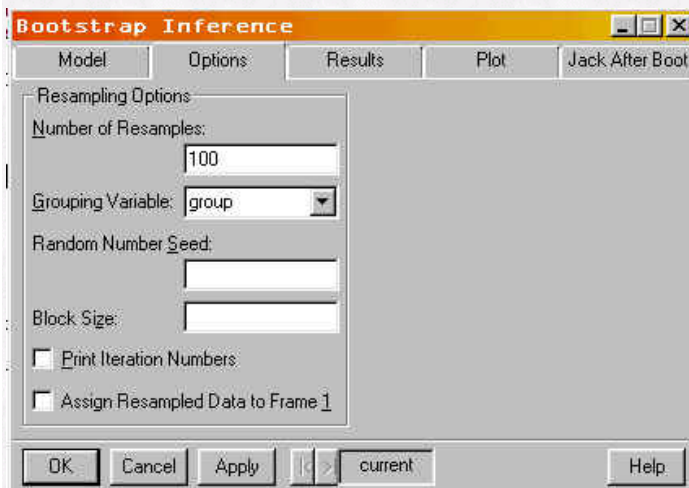 Bootstrap Inference
Model Options Results Plot Jack After Boot
Resampling Options
Number of Resamples:
100
Grouping Variable: group
Random Number Seed:
Block Size:
Print Iteration Numbers
Assign Resampled Data to Frame 1
OK Cancel Apply current Help